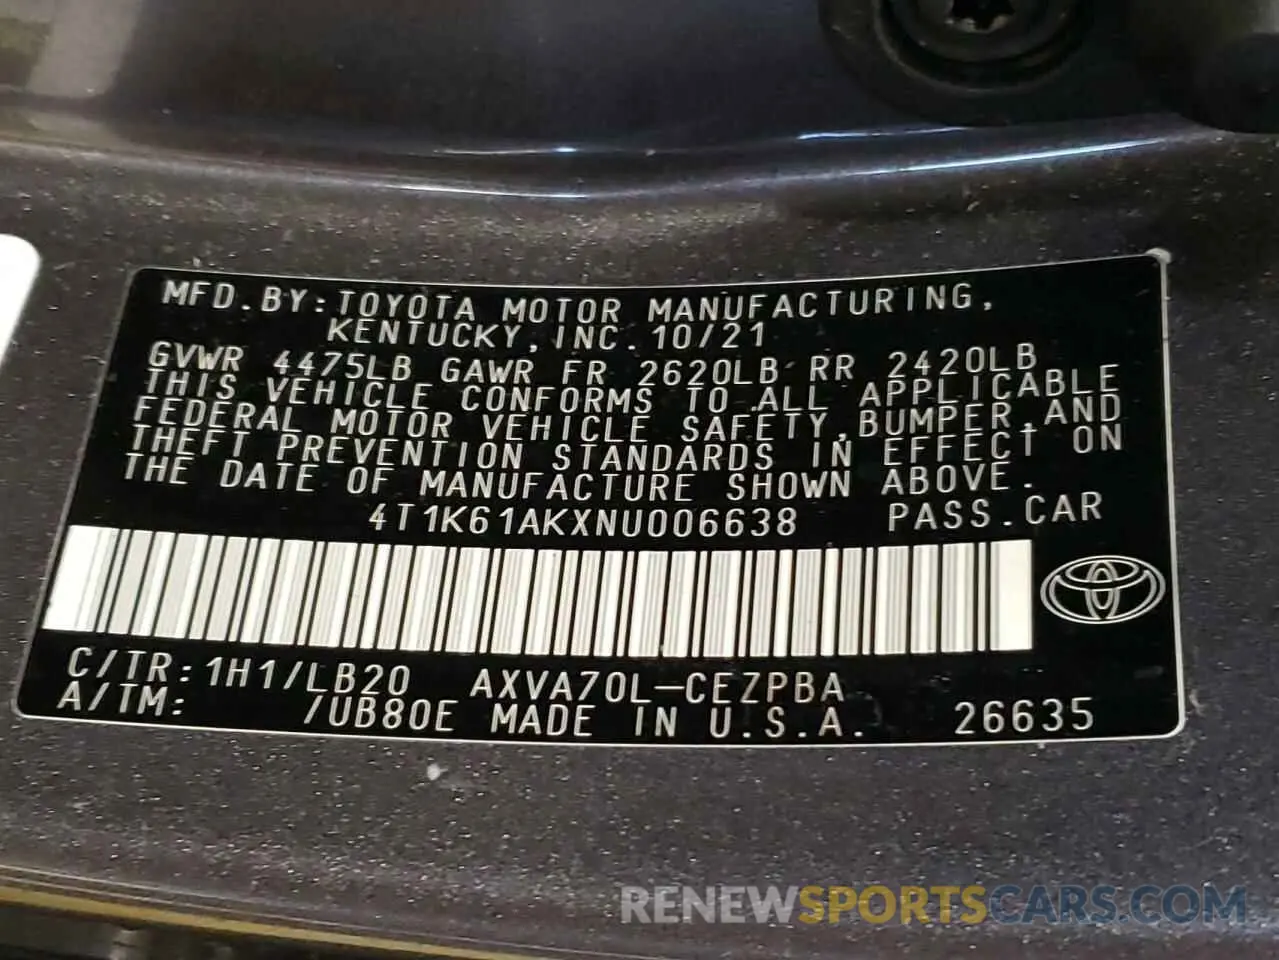 MFD.BY:TOYOTA MOTOR MANUFACTURING,
KENTUCKY,INC.10/21
GVWR 4475LB GAWR FR 2620LB RR 2420LB
THIS VEHICLE CONFORMS TO ALL APPLICABLE
FEDERAL MOTOR VEHICLE SAFETY,BUMPER,AND
THEFT PREVENTION STANDARDS IN EFFECT ON
THE DATE OF MANUFACTURE SHOWN ABOVE.
4T1K61AKXNU006638 PASS.CAR
C/TR:1H1/LB20 AXVA70L-CEZPBA
A/TM: /UB80E MADE IN U.S.A. 26635
RENEWSPORTSCARS.COM